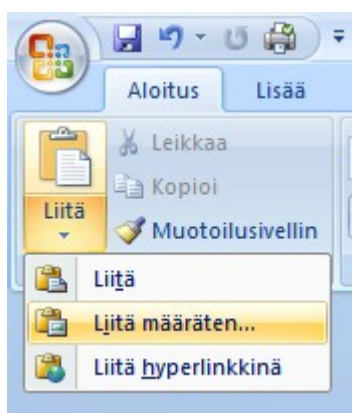 Aloitus Lisää
Leikkaa
Kopioi
Liitä
Muotoilusivellin
Liitä
Liitä määräten...
Liitä hyperlinkkinä